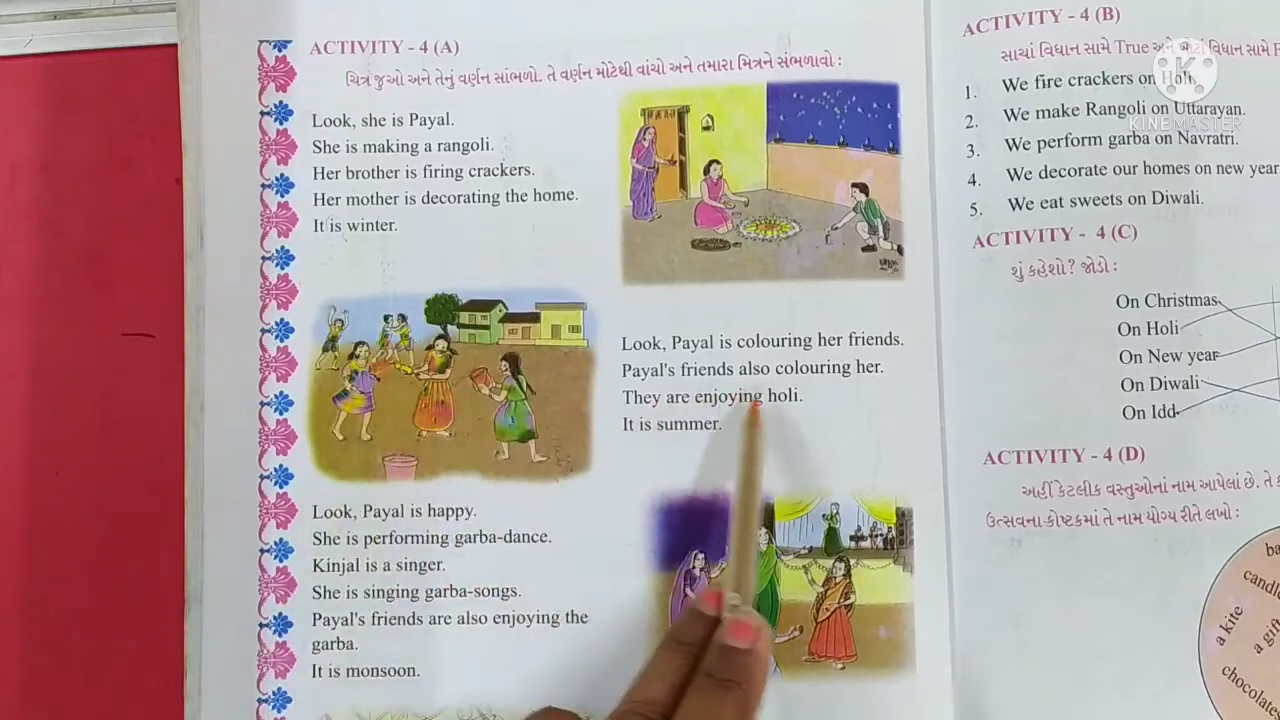 ACTIVITY - 4 (A)
ચિત્ર જુઓ અને તેનું વર્ણન સાંભળો. તે વર્ણન મોટેથી વાંચો અને તમારા મિત્રને સંભળાવો :
Look, she is Payal.
She is making a rangoli.
Her brother is firing crackers.
Her mother is decorating the home.
It is winter.
Look, Payal is colouring her friends.
Payal's friends also colouring her.
They are enjoying holi.
It is summer.
Look, Payal is happy.
She is performing garba-dance.
Kinjal is a singer.
She is singing garba-songs.
Payal's friends are also enjoying the
garba.
It is monsoon.
ACTIVITY - 4 (B)
સાચાં વિધાન સામે True અને ખોટાં વિધાન સામે F
1. We fire crackers on Holi.
2. We make Rangoli on Uttarayan.
3. We perform garba on Navratri.
4. We decorate our homes on new year
5. We eat sweets on Diwali.
ACTIVITY - 4 (C)
શું કહેશો? જોડો :
On Christmas
On Holi
On New year
On Diwali
On Idd
ACTIVITY - 4 (D)
અહીં કેટલીક વસ્તુઓનાં નામ આપેલાં છે. તે
ઉત્સવના કોષ્ટકમાં તે નામ યોગ્ય રીતે લખો :
a kite
a gif
chocolate
KINEMASTER